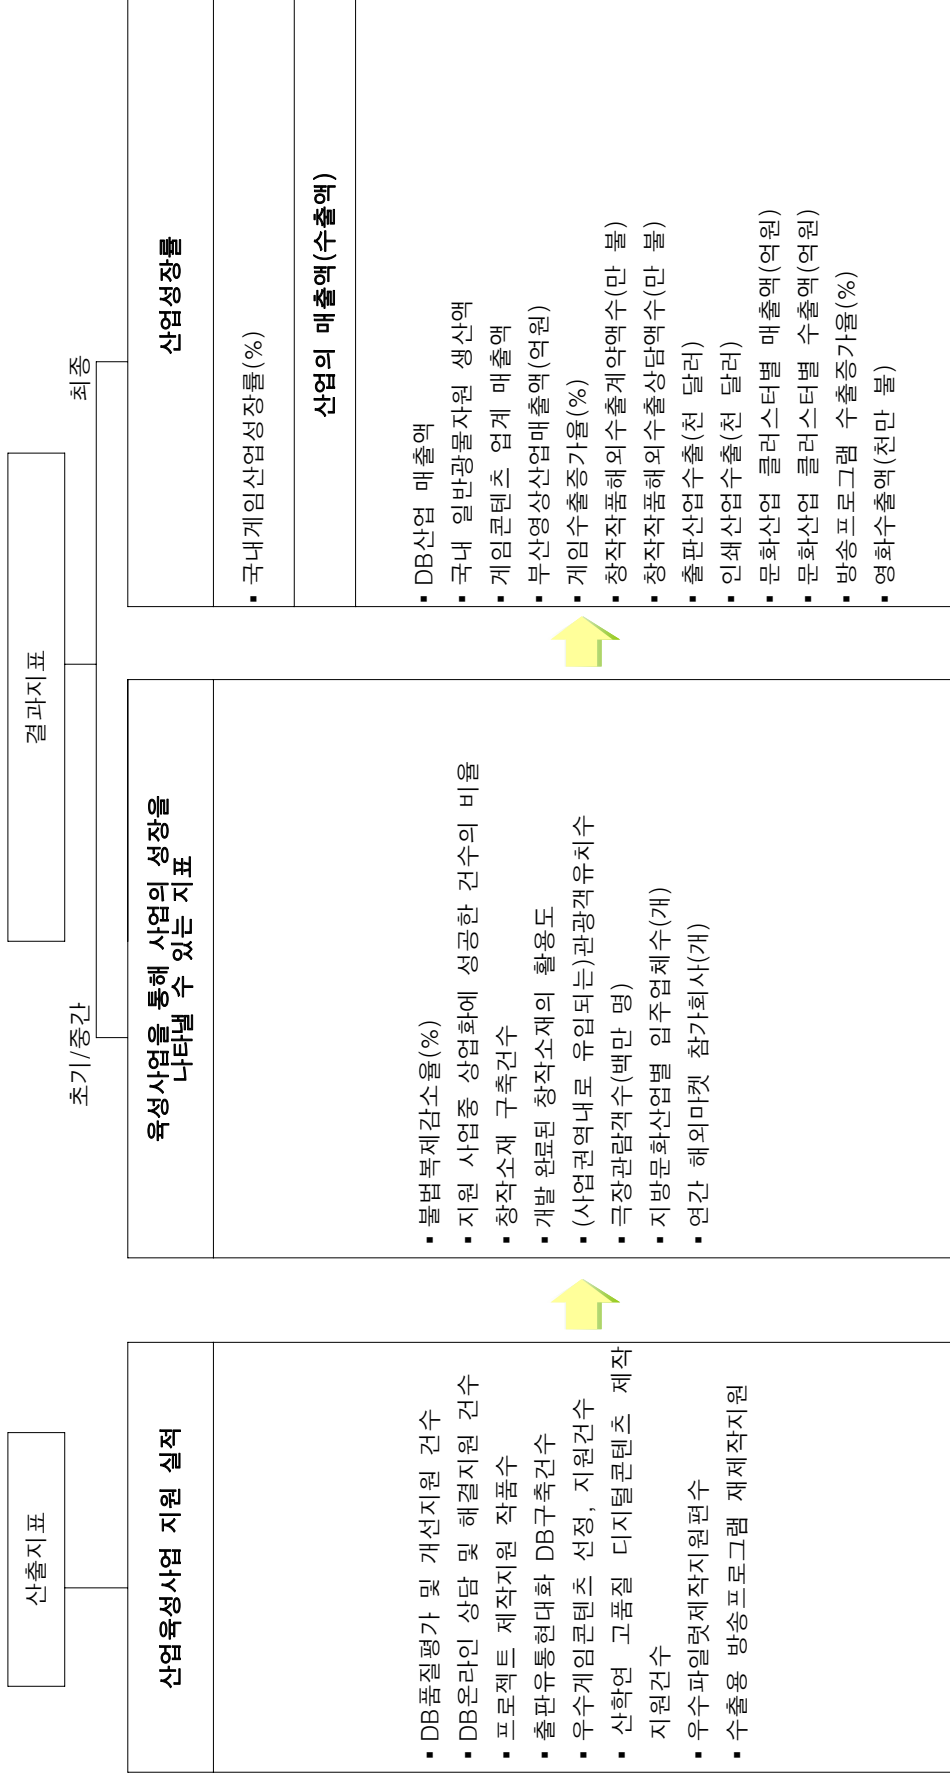 산출지표
산업육성사업 지원 실적
▪ DB품질평가 및 개선지원 건수
▪ DB온라인 상담 및 해결지원 건수
▪ 프로젝트 제작지원 작품수
▪ 출판유통현대화 DB구축건수
▪ 우수게임콘텐츠 선정, 지원건수
▪ 산학연 고품질 디지털콘텐츠 제작
지원건수
▪ 우수파일럿제작지원편수
▪ 수출용 방송프로그램 재제작지원
결과지표
초기/중간
육성사업을 통해 사업의 성장을
나타낼 수 있는 지표
▪ 불법복제감소율(%)
▪ 지원 사업중 상업화에 성공한 건수의 비율
▪ 창작소재 구축건수
▪ 개발 완료된 창작소재의 활용도
▪ (사업권역내로 유입되는)관광객유치수
▪ 극장관람객수(백만 명)
▪ 지방문화산업별 입주업체수(개)
▪ 연간 해외마켓 참가회사(개)
최종
산업성장률
▪ 국내게임산업성장률(%)
산업의 매출액(수출액)
▪ DB산업 매출액
▪ 국내 일반광물자원 생산액
▪ 게임콘텐츠 업계 매출액
▪ 부산영상산업매출액(억원)
▪ 게임수출증가율(%)
▪ 창작작품해외수출계약액수(만 불)
▪ 창작작품해외수출상담액수(만 불)
▪ 출판산업수출(천 달러)
▪ 인쇄산업수출(천 달러)
▪ 문화산업 클러스터별 매출액(억원)
▪ 문화산업 클러스터별 수출액(억원)
▪ 방송프로그램 수출증가율(%)
▪ 영화수출액(천만 불)